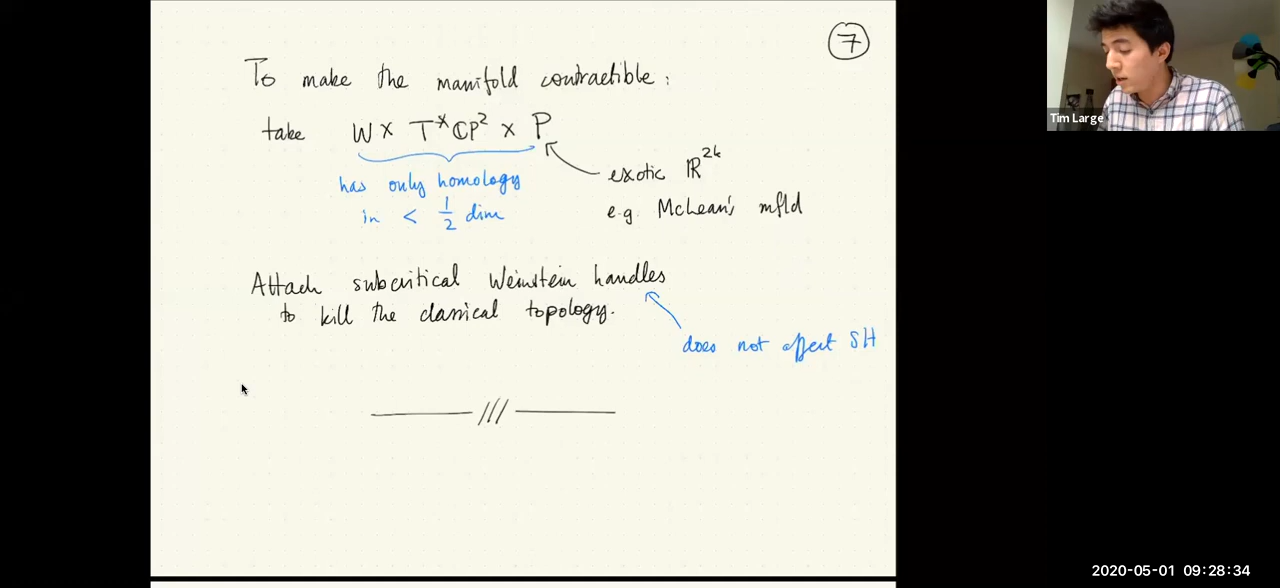 7
To make the manifold contractible:
take W × T*CP² × P
has only homology
in < 1/2 dim
exotic ℝ²ᵏ
e.g. McLean's mfld
Attach subcritical Weinstein handles
to kill the classical topology.
does not affect SH
Tim Large
2020-05-01 09:28:34